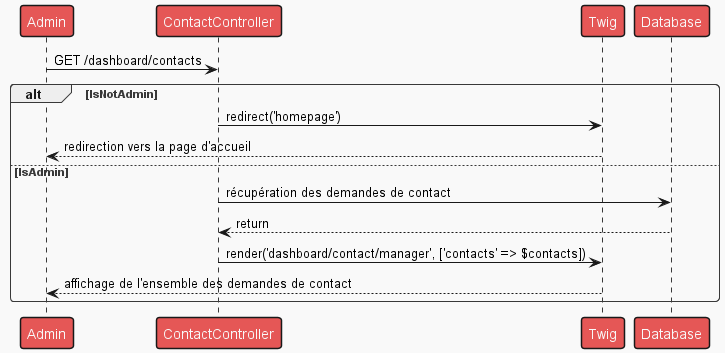 Admin ContactController Twig Database
GET /dashboard/contacts
alt [IsNotAdmin]
redirect('homepage')
redirection vers la page d'accueil
[IsAdmin]
récupération des demandes de contact
return
render('dashboard/contact/manager', ['contacts' => $contacts])
affichage de l'ensemble des demandes de contact
Admin ContactController Twig Database